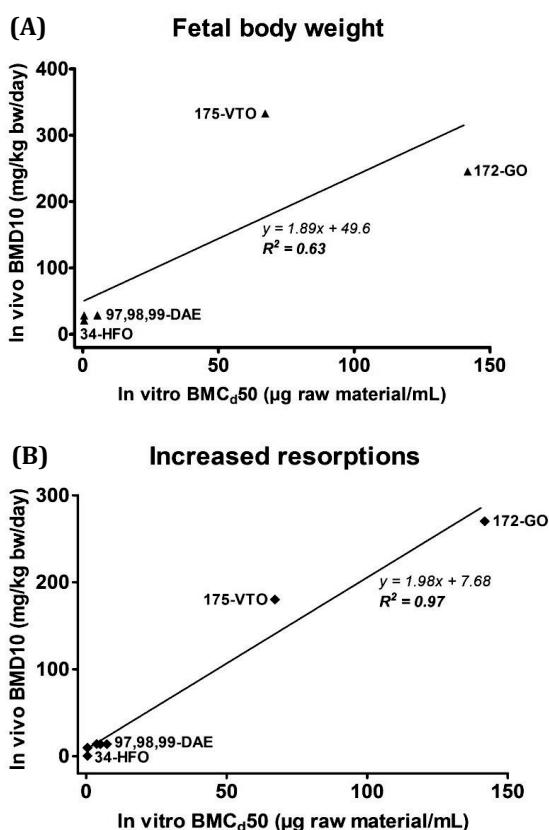 (A)
Fetal body weight
In vivo BMD10 (mg/kg bw/day)
400
300
200
100
0
175-VTO
172-GO
y = 1.89x + 49.6
R² = 0.63
97,98,99-DAE
34-HFO
0
50
100
150
In vitro BMCd50 (µg raw material/mL)
(B)
Increased resorptions
In vivo BMD10 (mg/kg bw/day)
300
200
100
0
172-GO
175-VTO
y = 1.98x + 7.68
R² = 0.97
97,98,99-DAE
34-HFO
0
50
100
150
In vitro BMCd50 (µg raw material/mL)